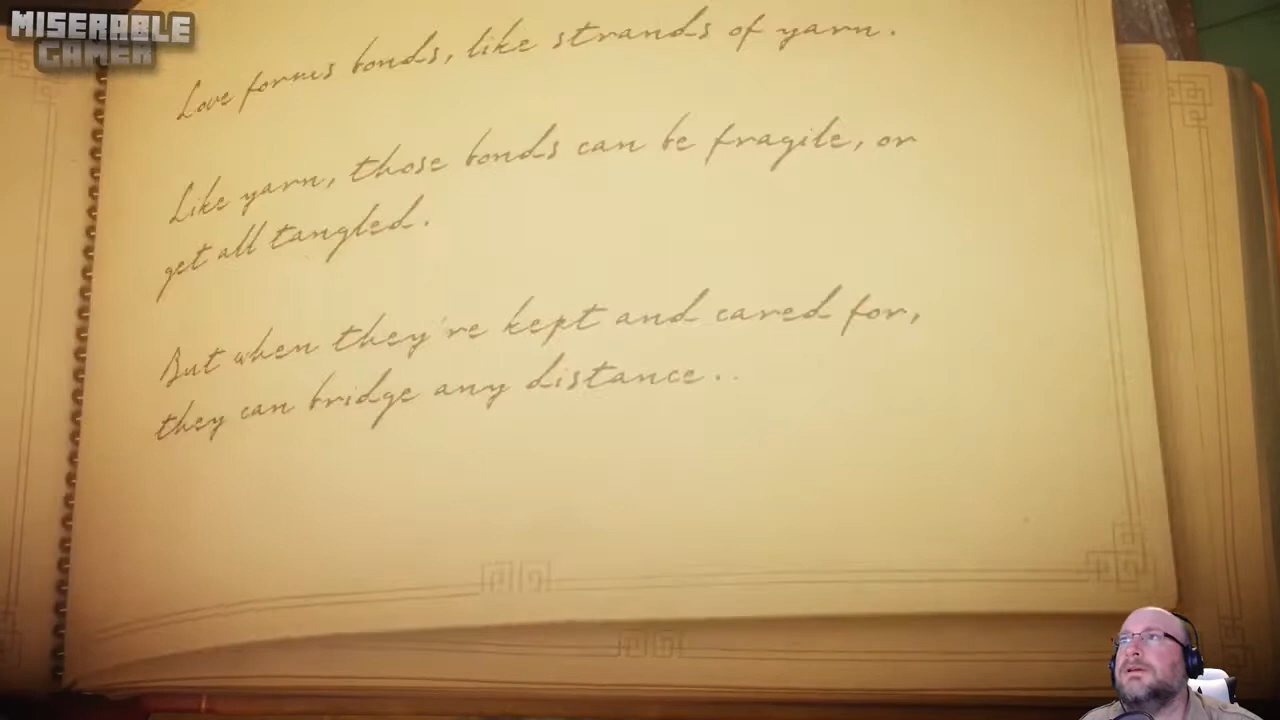 MISERABLE
GAMER
Love forms bonds, like strands of yarn.
Like yarn, those bonds can be fragile, or
get all tangled.
But when they're kept and cared for,
they can bridge any distance..